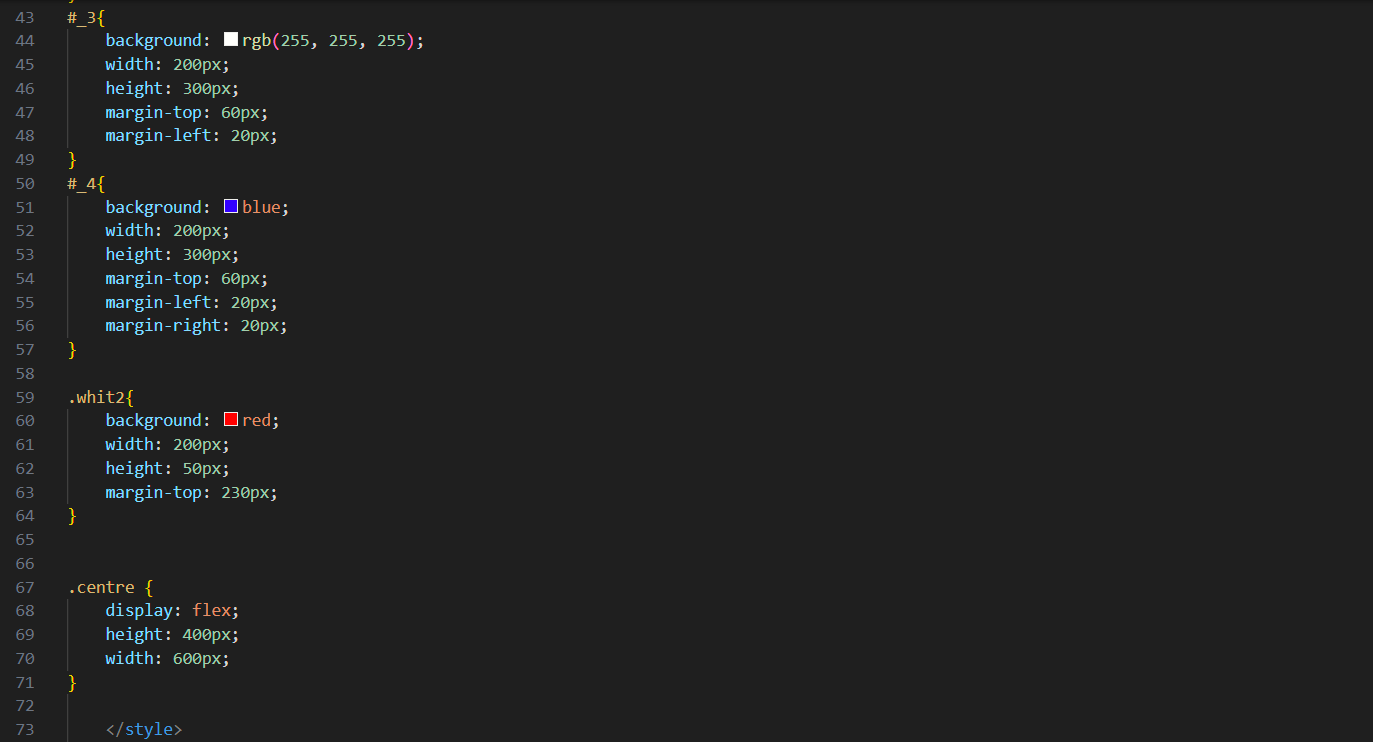 43 #_3{
44 background: rgb(255, 255, 255);
45 width: 200px;
46 height: 300px;
47 margin-top: 60px;
48 margin-left: 20px;
49 }
50 #_4{
51 background: blue;
52 width: 200px;
53 height: 300px;
54 margin-top: 60px;
55 margin-left: 20px;
56 margin-right: 20px;
57 }
58
59 .whit2{
60 background: red;
61 width: 200px;
62 height: 50px;
63 margin-top: 230px;
64 }
65
66
67 .centre {
68 display: flex;
69 height: 400px;
70 width: 600px;
71 }
72
73 </style>